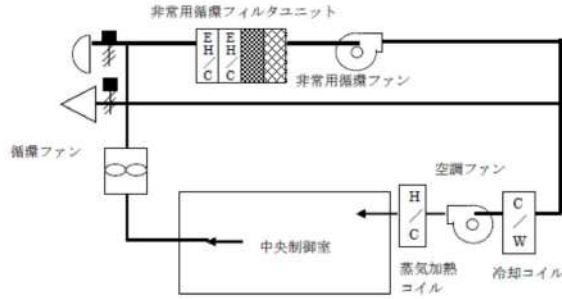 非常用循環フィルタユニット
E
H
/
C
E
H
/
C
非常用循環ファン
循環ファン
空調ファン
中央制御室
H
/
C
C
/
W
蒸気加熱
コイル
冷却コイル